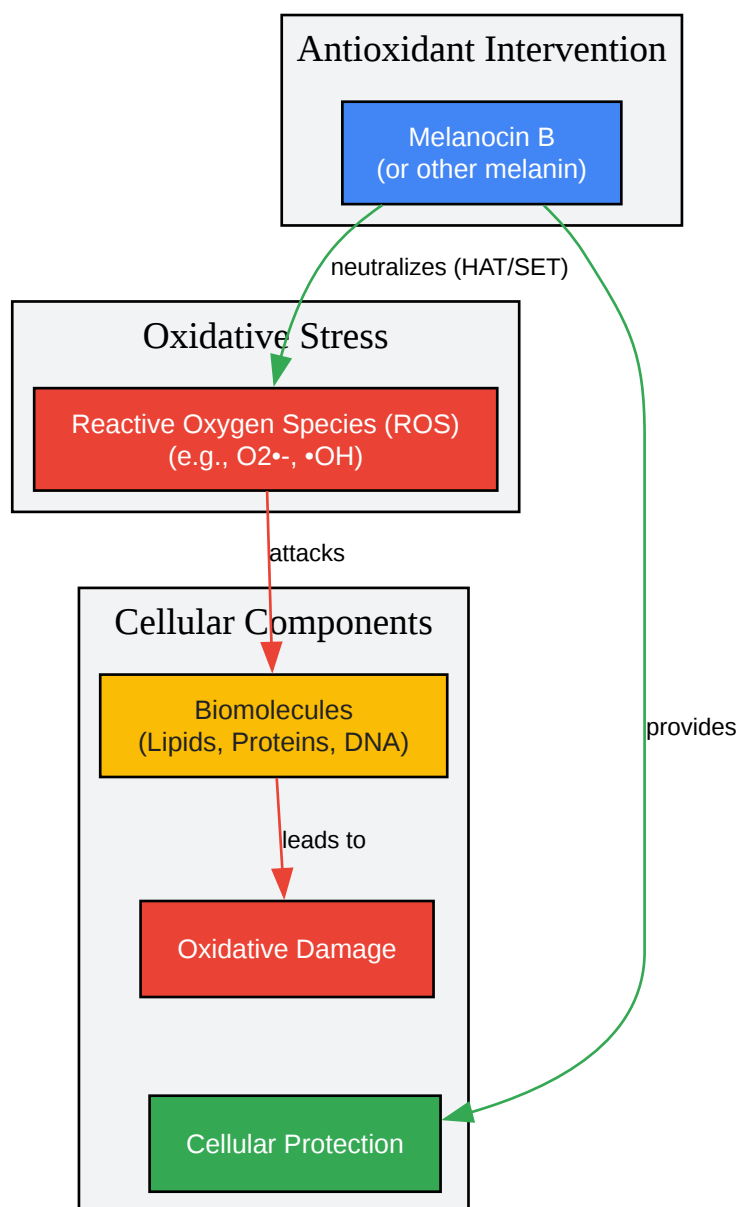 Antioxidant Intervention
Melanocin B
(or other melanin)
neutralizes (HAT/SET)
Oxidative Stress
Reactive Oxygen Species (ROS)
(e.g., O2•-, •OH)
attacks
Cellular Components
Biomolecules
(Lipids, Proteins, DNA)
provides
leads to
Oxidative Damage
Cellular Protection